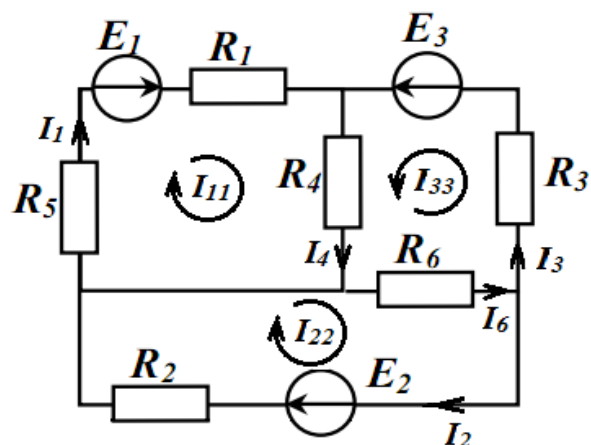 E1 R1 E3
I1
R5 I11 R4 I33 R3
I4 R6 I3
I6
I22
R2 E2
I2